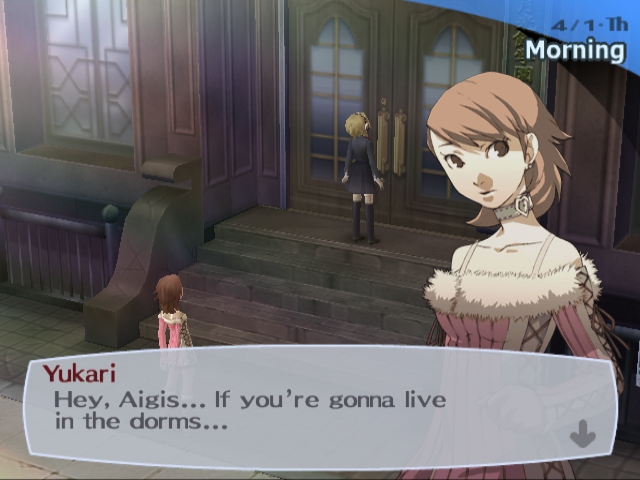 4/1·Th
Morning
Yukari
Hey, Aigis... If you're gonna live
in the dorms...